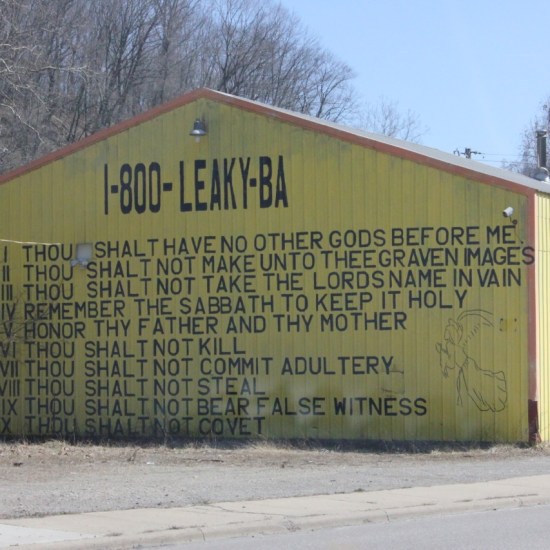 1-800-LEAKY-BA
I THOU SHALT HAVE NO OTHER GODS BEFORE ME.
II THOU SHALT NOT MAKE UNTO THEE GRAVEN IMAGES
III THOU SHALT NOT TAKE THE LORDS NAME IN VAIN
IV REMEMBER THE SABBATH TO KEEP IT HOLY
V HONOR THY FATHER AND THY MOTHER
VI THOU SHALT NOT KILL
VII THOU SHALT NOT COMMIT ADULTERY
VIII THOU SHALT NOT STEAL
IX THOU SHALT NOT BEAR FALSE WITNESS
X THOU SHALT NOT COVET